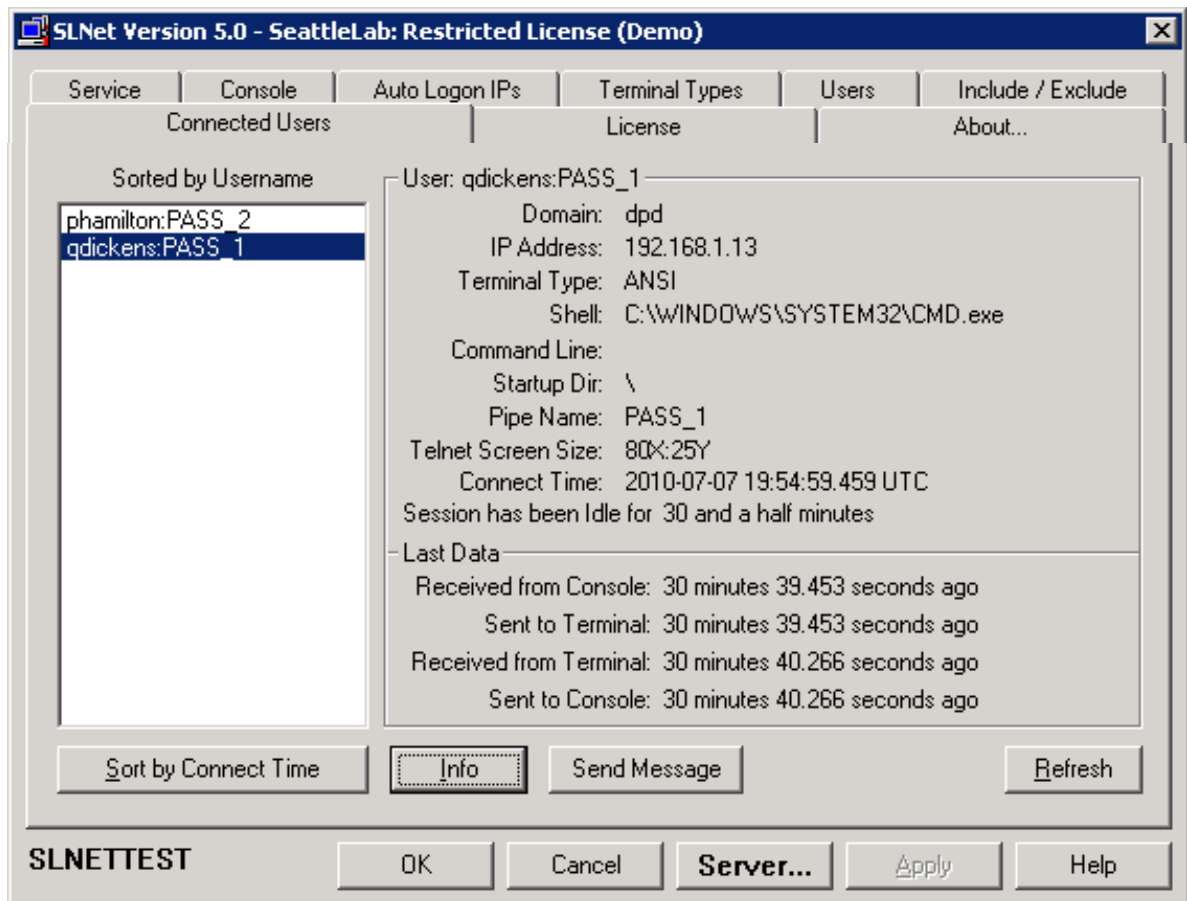 SLNet Version 5.0 - SeattleLab: Restricted License (Demo)
Service Console Auto Logon IPs Terminal Types Users Include / Exclude
Connected Users License About...
Sorted by Username
phamilton:PASS_2
qdickens:PASS_1
User: qdickens:PASS_1
Domain: dpd
IP Address: 192.168.1.13
Terminal Type: ANSI
Shell: C:\WINDOWS\SYSTEM32\CMD.exe
Command Line:
Startup Dir: \
Pipe Name: PASS_1
Telnet Screen Size: 80X:25Y
Connect Time: 2010-07-07 19:54:59.459 UTC
Session has been Idle for 30 and a half minutes
Last Data
Received from Console: 30 minutes 39.453 seconds ago
Sent to Terminal: 30 minutes 39.453 seconds ago
Received from Terminal: 30 minutes 40.266 seconds ago
Sent to Console: 30 minutes 40.266 seconds ago
Sort by Connect Time Info Send Message Refresh
SLNETTEST OK Cancel Server... Apply Help